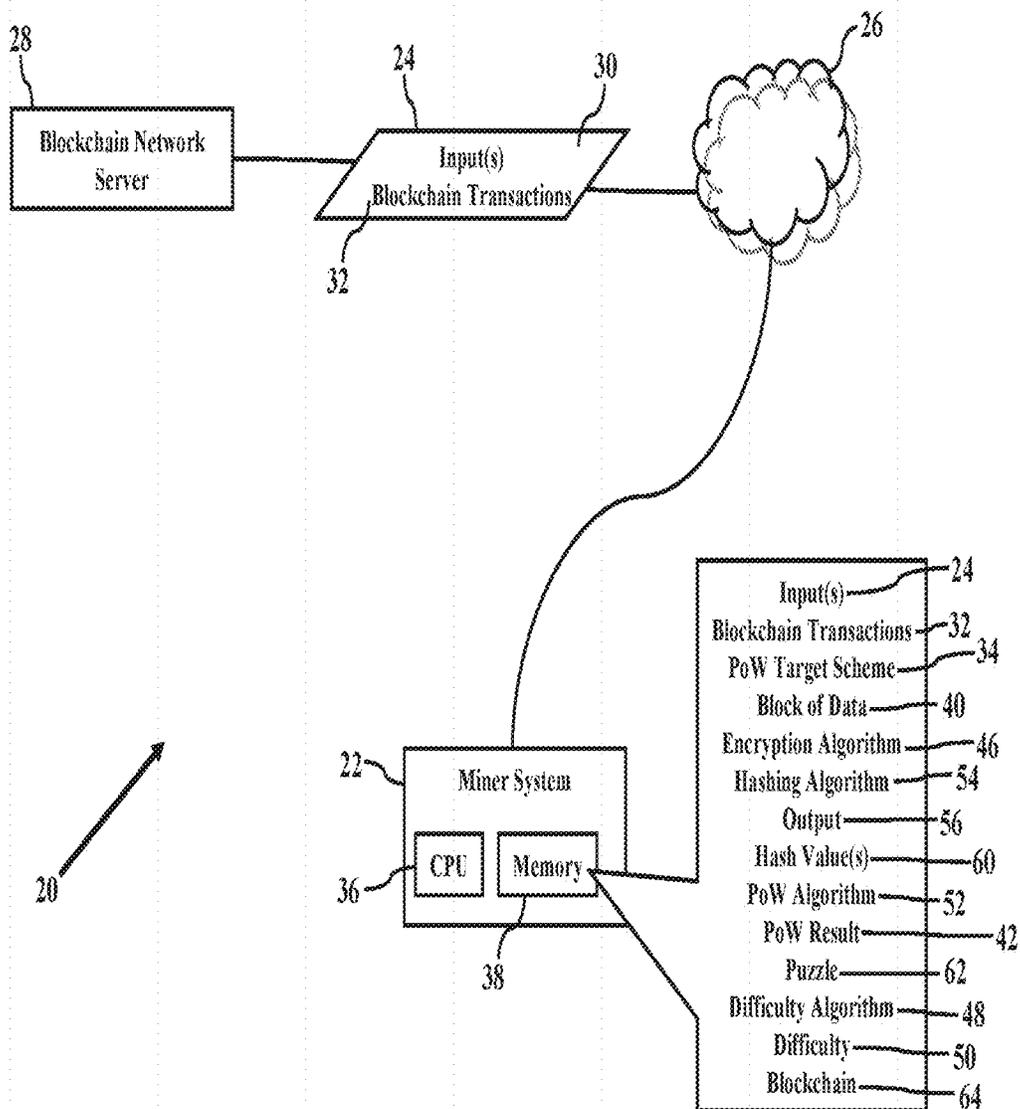 28
Blockchain Network
Server
24
30
Input(s)
Blockchain Transactions
32
26
22
Miner System
CPU
Memory
36
38
20
Input(s) 24
Blockchain Transactions 32
PoW Target Scheme 34
Block of Data 40
Encryption Algorithm 46
Hashing Algorithm 54
Output 56
Hash Value(s) 60
PoW Algorithm 52
PoW Result 42
Puzzle 62
Difficulty Algorithm 48
Difficulty 50
Blockchain 64